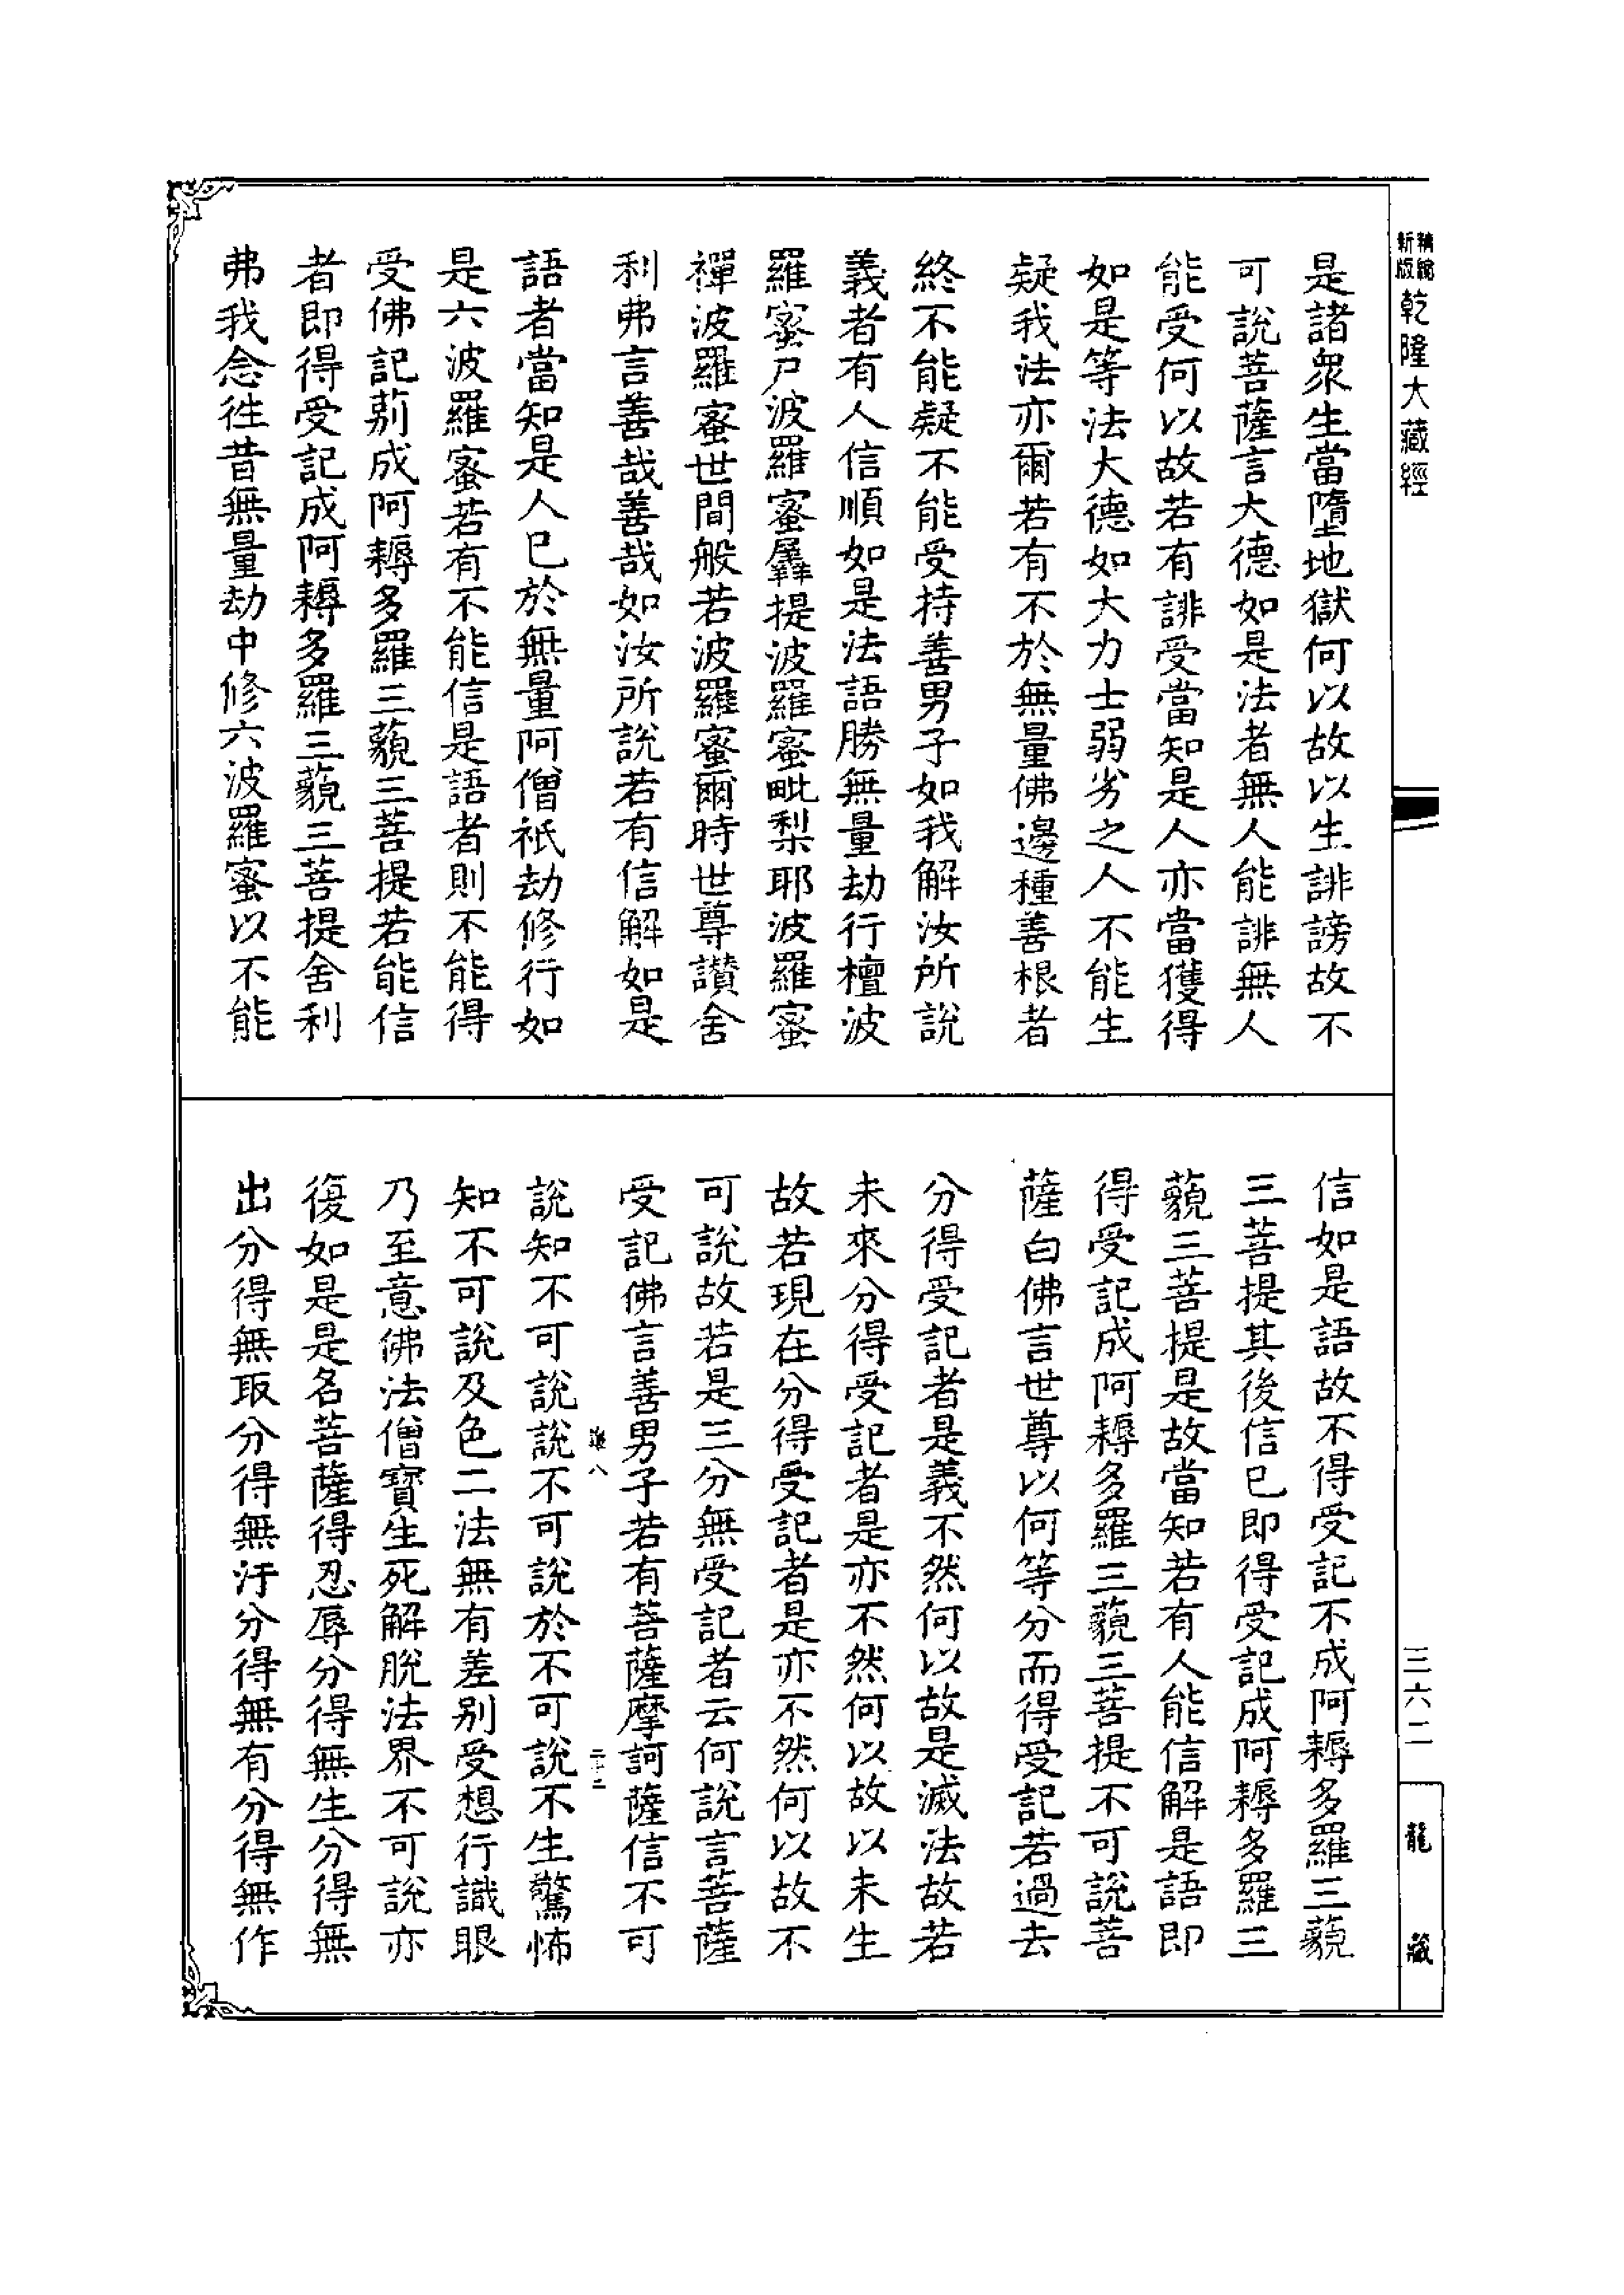 精縮新版
乾隆大藏經
是諸衆生當墮地獄何以故以生誹謗故不
可說菩薩言大德如是法者無人能誹無人
能受何以故若有誹受當知是人亦當獲得
如是等法大德如大力士弱劣之人不能生
疑我法亦爾若有不於無量佛邊種善根者
終不能疑不能受持善男子如我解汝所說
義者有人信順如是法語勝無量劫行檀波
羅蜜尸波羅蜜羼提波羅蜜毗梨耶波羅蜜
禪波羅蜜世間般若波羅蜜爾時世尊讚舍
利弗言善哉善哉如汝所說若有信解如是
語者當知是人已於無量阿僧祇劫修行如
是六波羅蜜若有不能信是語者則不能得
受佛記莂成阿耨多羅三藐三菩提若能信
者即得受記成阿耨多羅三藐三菩提舍利
弗我念徃昔無量劫中修六波羅蜜以不能
信如是語故不得受記不成阿耨多羅三藐
三菩提其後信已即得受記成阿耨多羅三
藐三菩提是故當知若有人能信解是語即
得受記成阿耨多羅三藐三菩提不可說菩
薩白佛言世尊以何等分而得受記若過去
分得受記者是義不然何以故是滅法故若
未來分得受記者是亦不然何以故以未生
故若現在分得受記者是亦不然何以故不
可說故若是三分無受記者云何說言菩薩
受記佛言善男子若有菩薩摩訶薩信不可
說知不可說說不可說於不可說不生驚怖
知不可說及色二法無有差別受想行識眼
乃至意佛法僧寶生死解脫法界不可說亦
復如是是名菩薩得忍辱分得無生分得無
出分得無取分得無汙分得無有分得無作
三六二
龍藏